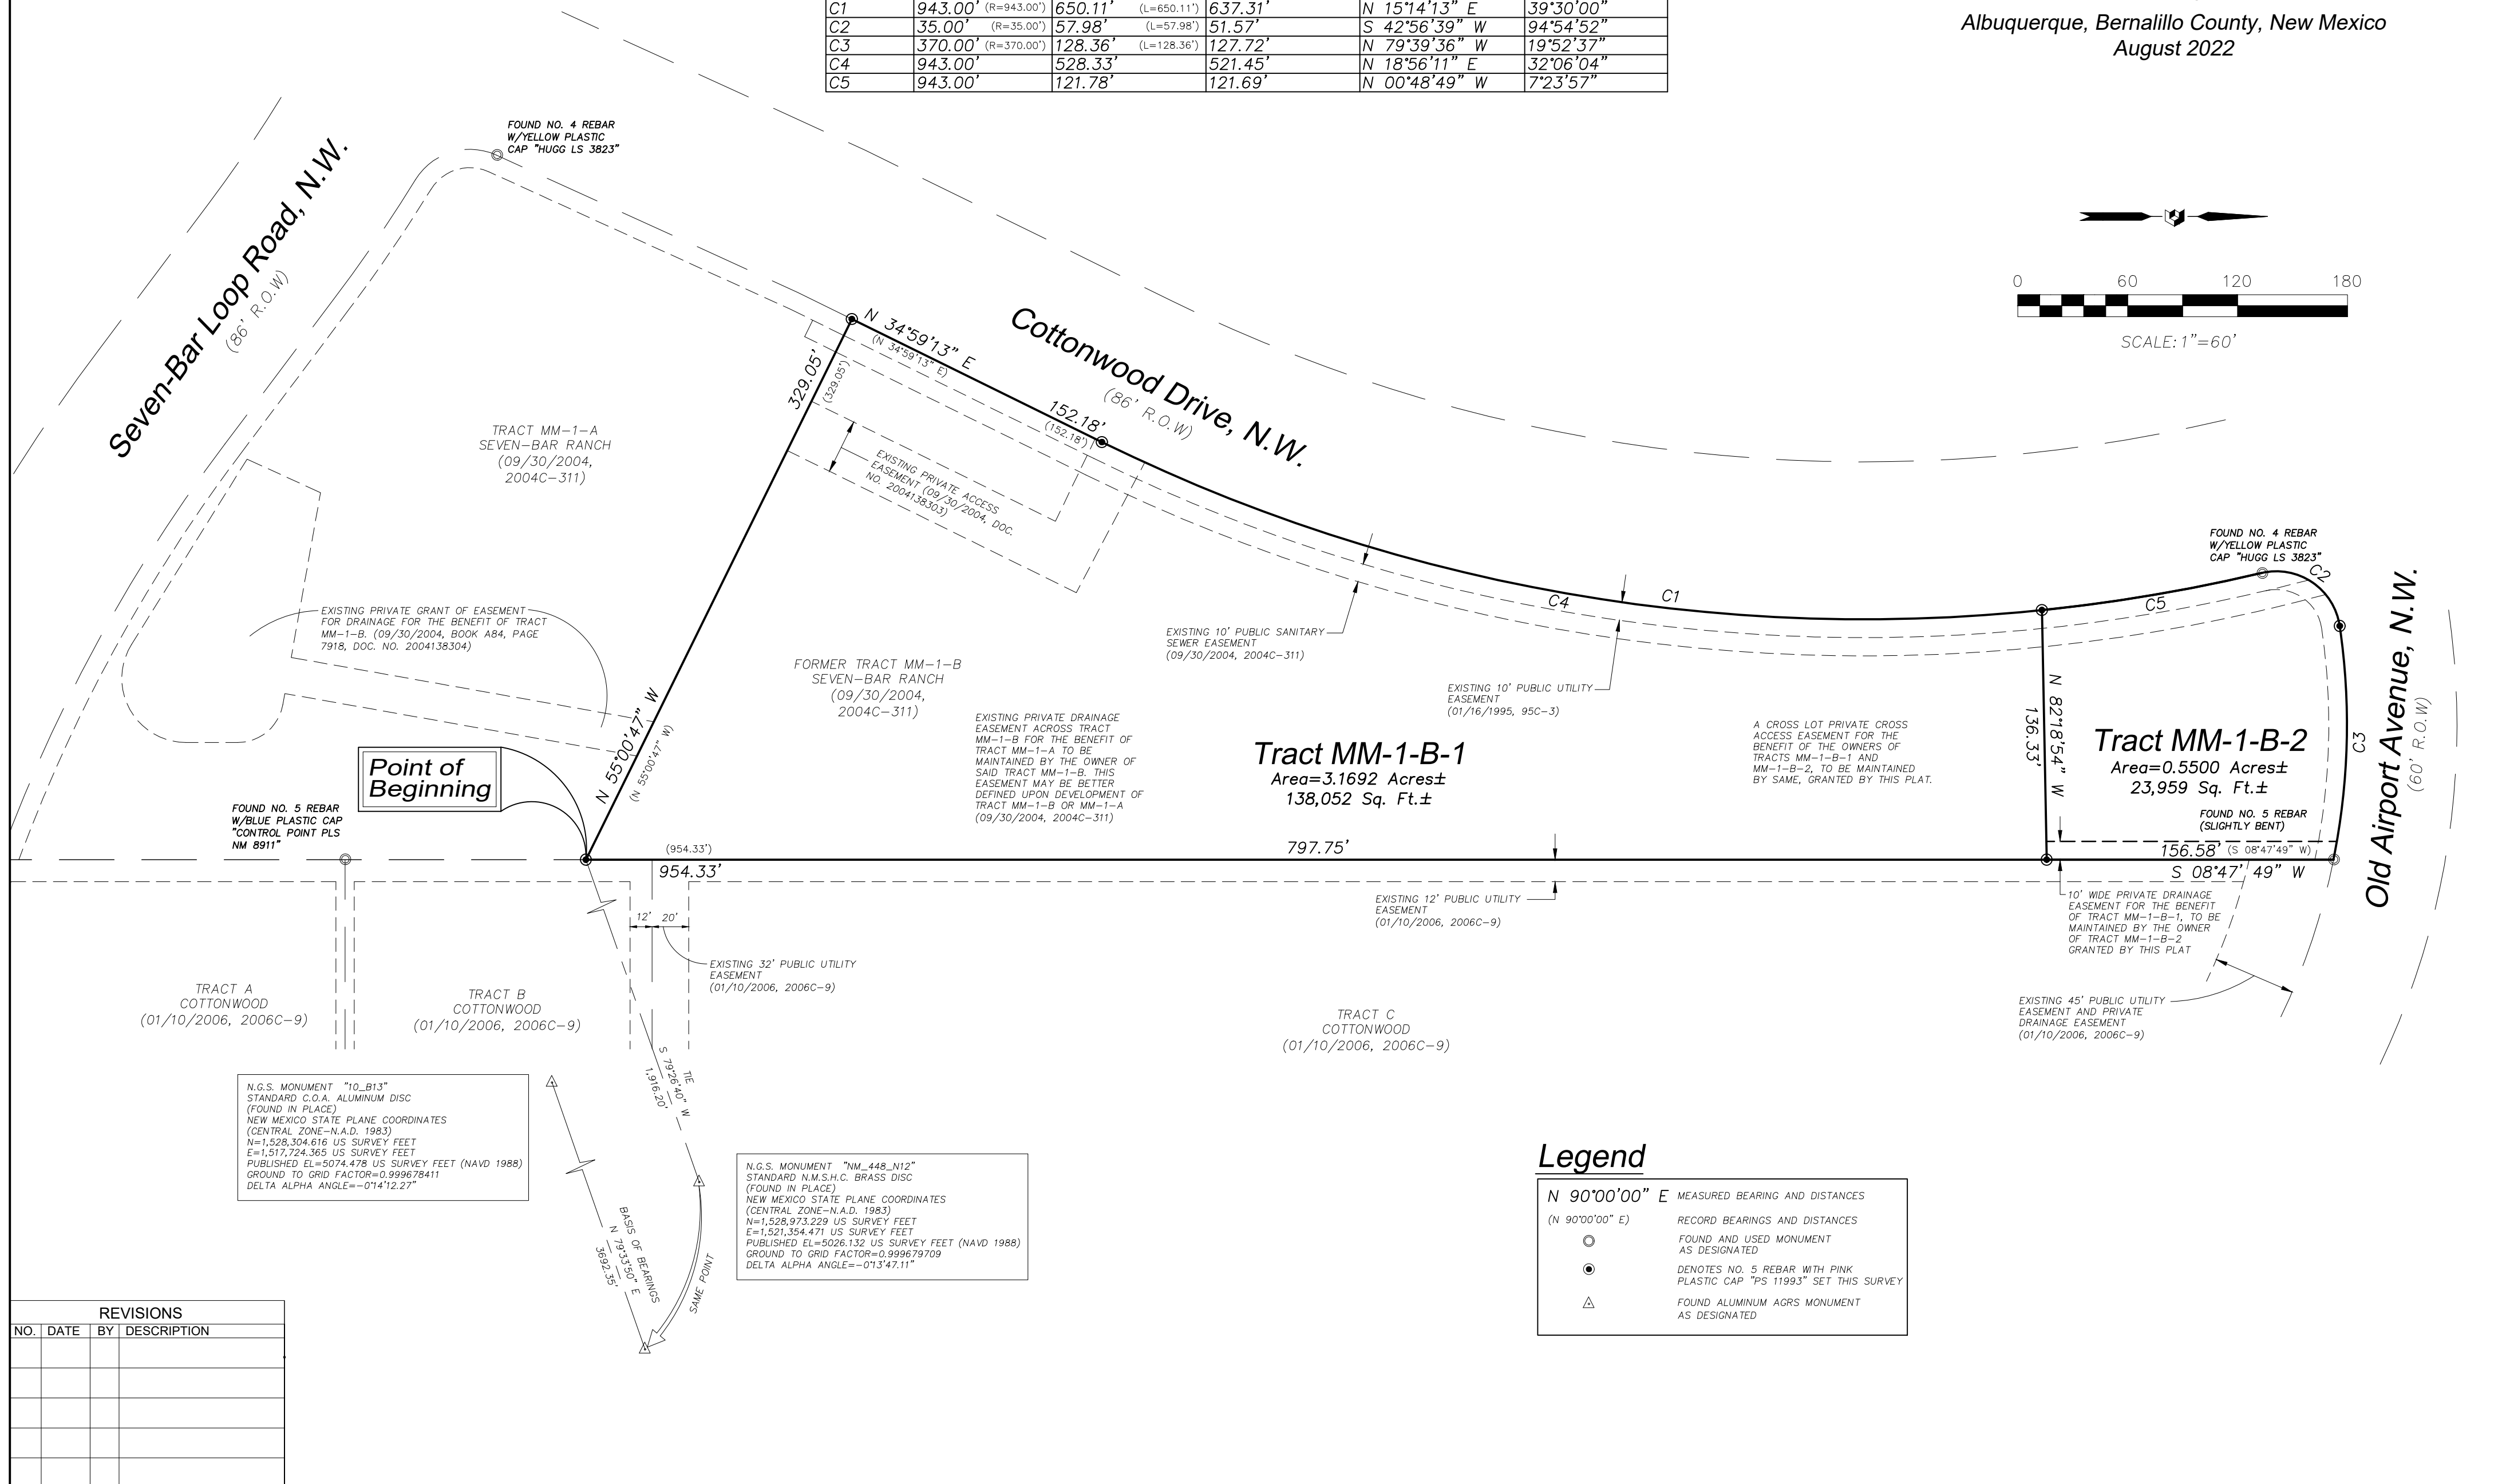 C1 943.00' (R=943.00') 650.11' (L=650.11') 637.31' N 15°14'13" E 39°30'00"
C2 35.00' (R=35.00') 57.98' (L=57.98') 51.57' S 42°56'39" W 94°54'52"
C3 370.00' (R=370.00') 128.36' (L=128.36') 127.72' N 79°39'36" W 19°52'37"
C4 943.00' 528.33' 521.45' N 18°56'11" E 32°06'04"
C5 943.00' 121.78' 121.69' N 00°48'49" W 7°23'57"
Albuquerque, Bernalillo County, New Mexico
August 2022
FOUND NO. 4 REBAR
W/YELLOW PLASTIC
CAP "HUGG LS 3823"
Seven-Bar Loop Road, N.W.
(86' R.O.W)
0 60 120 180
SCALE: 1"=60'
N 34°59'13" E
(N 34°59'13" E)
152.18'
(152.18')
Cottonwood Drive, N.W.
(86' R.O.W)
329.05'
(329.05')
TRACT MM-1-A
SEVEN-BAR RANCH
(09/30/2004,
2004C-311)
EXISTING PRIVATE ACCESS
EASEMENT (09/30/2004, DOC.
NO. 2004138303)
FOUND NO. 4 REBAR
W/YELLOW PLASTIC
CAP "HUGG LS 3823"
C2
C5
C1
C4
EXISTING PRIVATE GRANT OF EASEMENT
FOR DRAINAGE FOR THE BENEFIT OF TRACT
MM-1-B. (09/30/2004, BOOK A84, PAGE
7918, DOC. NO. 2004138304)
EXISTING 10' PUBLIC SANITARY
SEWER EASEMENT
(09/30/2004, 2004C-311)
FORMER TRACT MM-1-B
SEVEN-BAR RANCH
(09/30/2004,
2004C-311)
EXISTING 10' PUBLIC UTILITY
EASEMENT
(01/16/1995, 95C-3)
N 55°00'47" W
(N 55°00'47" W)
EXISTING PRIVATE DRAINAGE
EASEMENT ACROSS TRACT
MM-1-B FOR THE BENEFIT OF
TRACT MM-1-A TO BE
MAINTAINED BY THE OWNER OF
SAID TRACT MM-1-B. THIS
EASEMENT MAY BE BETTER
DEFINED UPON DEVELOPMENT OF
TRACT MM-1-B OR MM-1-A
(09/30/2004, 2004C-311)
Tract MM-1-B-1
Area=3.1692 Acres±
138,052 Sq. Ft.±
A CROSS LOT PRIVATE CROSS
ACCESS EASEMENT FOR THE
BENEFIT OF THE OWNERS OF
TRACTS MM-1-B-1 AND
MM-1-B-2, TO BE MAINTAINED
BY SAME, GRANTED BY THIS PLAT.
N 82°18'54" W
136.33'
Tract MM-1-B-2
Area=0.5500 Acres±
23,959 Sq. Ft.±
C3
Old Airport Avenue, N.W.
(60' R.O.W)
FOUND NO. 5 REBAR
(SLIGHTLY BENT)
Point of
Beginning
FOUND NO. 5 REBAR
W/BLUE PLASTIC CAP
"CONTROL POINT PLS
NM 8911"
(954.33')
954.33'
797.75'
156.58' (S 08°47'49" W)
S 08°47'49" W
12' 20'
EXISTING 12' PUBLIC UTILITY
EASEMENT
(01/10/2006, 2006C-9)
10' WIDE PRIVATE DRAINAGE
EASEMENT FOR THE BENEFIT
OF TRACT MM-1-B-1, TO BE
MAINTAINED BY THE OWNER
OF TRACT MM-1-B-2
GRANTED BY THIS PLAT
EXISTING 32' PUBLIC UTILITY
EASEMENT
(01/10/2006, 2006C-9)
TRACT A
COTTONWOOD
(01/10/2006, 2006C-9)
TRACT B
COTTONWOOD
(01/10/2006, 2006C-9)
TRACT C
COTTONWOOD
(01/10/2006, 2006C-9)
EXISTING 45' PUBLIC UTILITY
EASEMENT AND PRIVATE
DRAINAGE EASEMENT
(01/10/2006, 2006C-9)
TIE
S 79°26'40" W
1,916.20'
N.G.S. MONUMENT "10_B13"
STANDARD C.O.A. ALUMINUM DISC
(FOUND IN PLACE)
NEW MEXICO STATE PLANE COORDINATES
(CENTRAL ZONE-N.A.D. 1983)
N=1,528,304.616 US SURVEY FEET
E=1,517,724.365 US SURVEY FEET
PUBLISHED EL=5074.478 US SURVEY FEET (NAVD 1988)
GROUND TO GRID FACTOR=0.999678411
DELTA ALPHA ANGLE=-0°14'12.27"
N.G.S. MONUMENT "NM_448_N12"
STANDARD N.M.S.H.C. BRASS DISC
(FOUND IN PLACE)
NEW MEXICO STATE PLANE COORDINATES
(CENTRAL ZONE-N.A.D. 1983)
N=1,528,973.229 US SURVEY FEET
E=1,521,354.471 US SURVEY FEET
PUBLISHED EL=5026.132 US SURVEY FEET (NAVD 1988)
GROUND TO GRID FACTOR=0.999679709
DELTA ALPHA ANGLE=-0°13'47.11"
BASIS OF BEARINGS
N 79°33'50" E
3692.35'
SAME POINT
Legend
N 90°00'00" E MEASURED BEARING AND DISTANCES
(N 90°00'00" E) RECORD BEARINGS AND DISTANCES
FOUND AND USED MONUMENT
AS DESIGNATED
DENOTES NO. 5 REBAR WITH PINK
PLASTIC CAP "PS 11993" SET THIS SURVEY
FOUND ALUMINUM AGRS MONUMENT
AS DESIGNATED
REVISIONS
NO. DATE BY DESCRIPTION